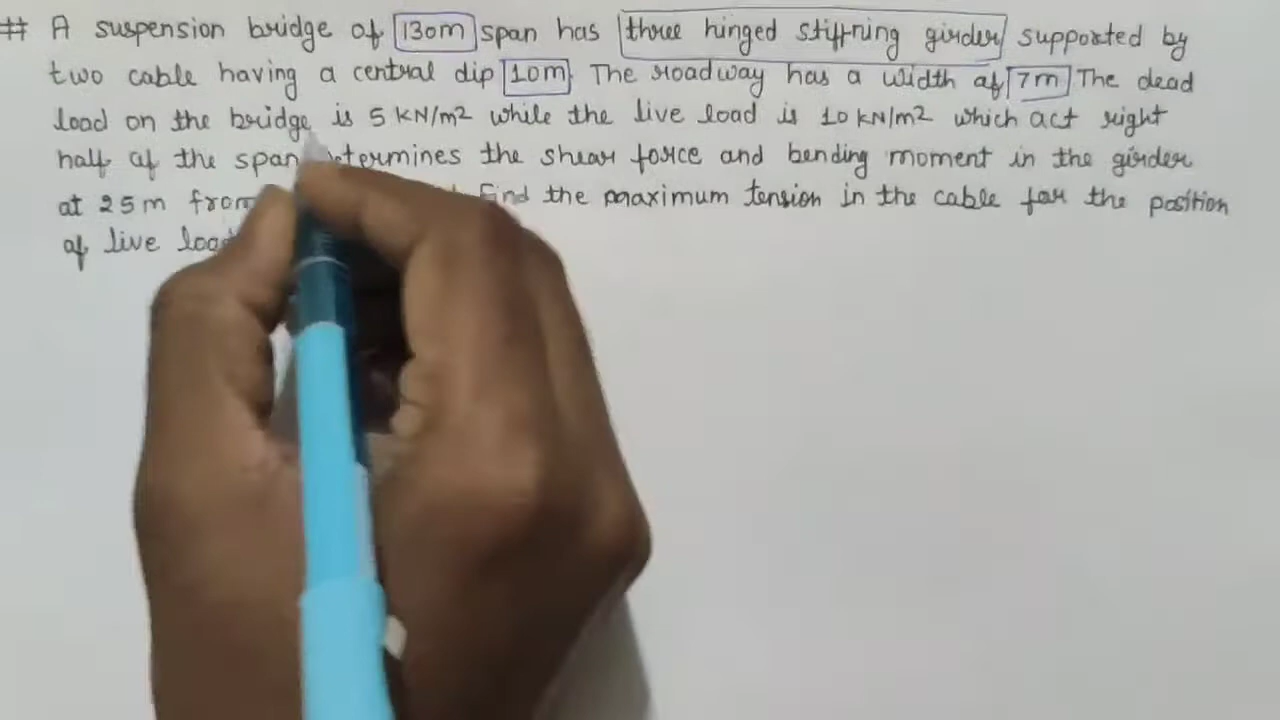 # A suspension bridge of 130m span has three hinged stiffning girder supported by
two cable having a central dip 10m. The roadway has a width of 7m The dead
load on the bridge is 5 KN/m2 while the live load is 10 KN/m2 which act right
half of the span the shear force and bending moment in the girder
at 25m from find the maximum tension in the cable for the position
of live load